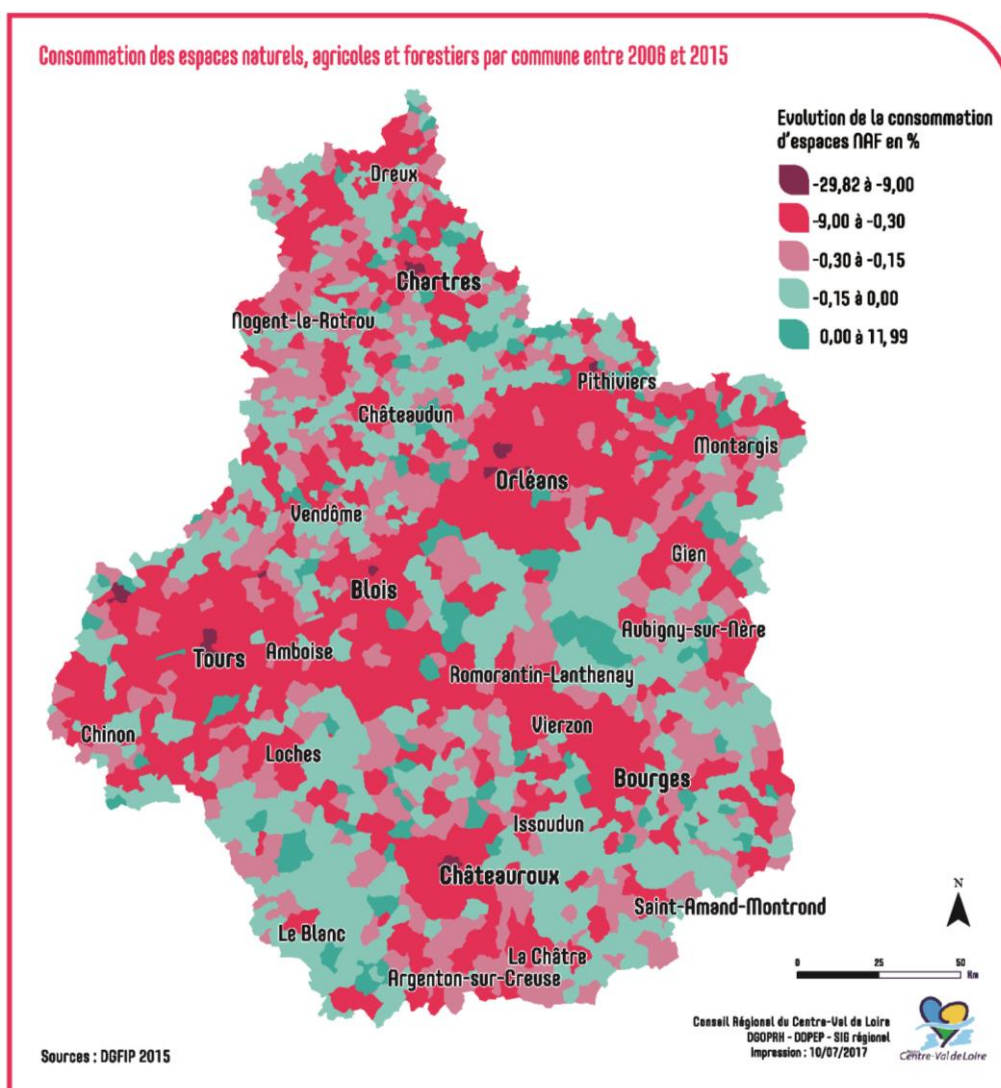 Consommation des espaces naturels, agricoles et forestiers par commune entre 2006 et 2015
Evolution de la consommation
d'espaces NAF en %
-29,82 à -9,00
-9,00 à -0,30
-0,30 à -0,15
-0,15 à 0,00
0,00 à 11,99
Dreux
Chartres
Nogent-le-Rotrou
Pithiviers
Châteaudun
Montargis
Orléans
Vendôme
Gien
Blois
Aubigny-sur-Nère
Amboise
Tours
Romorantin-Lanthenay
Vierzon
Chinon
Loches
Bourges
Issoudun
Châteauroux
Saint-Amand-Montrond
Le Blanc
La Châtre
Argenton-sur-Creuse
N
0 25 50
Km
Conseil Régional du Centre-Val de Loire
DGOPRH - DDPEP - SIG régional
Impression : 10/07/2017
Centre-Val de Loire
Sources : DGFIP 2015